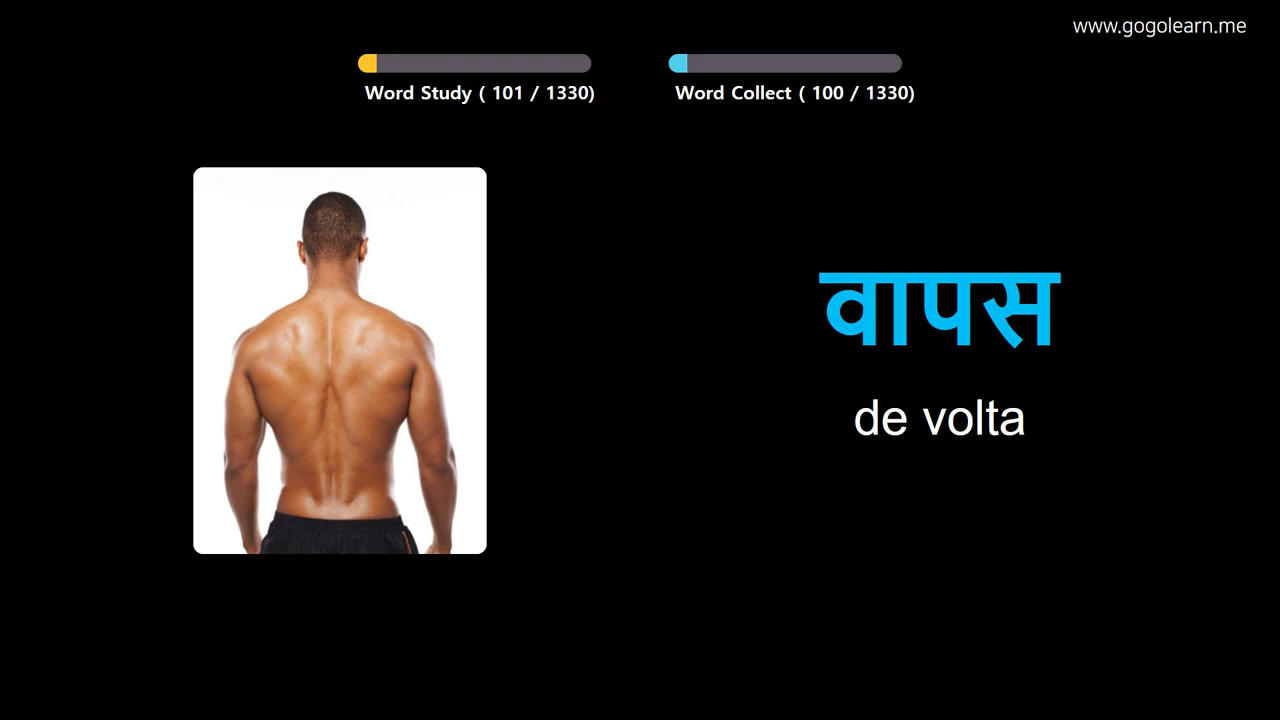 www.gogolearn.me
Word Study ( 101 / 1330)
Word Collect ( 100 / 1330)
वापस
de volta